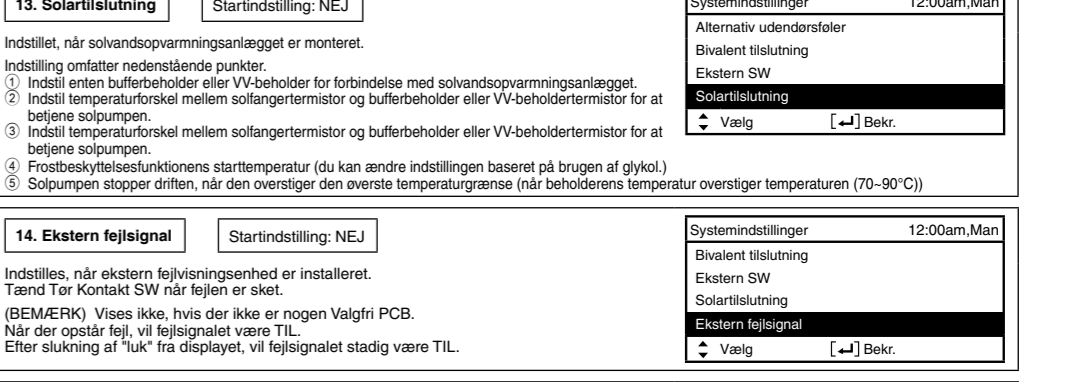 13. Solartilslutning
Startindstilling: NEJ
Indstillet, når solvandsopvarmningsanlægget er monteret.
Indstilling omfatter nedenstående punkter.
① Indstil enten bufferbeholder eller VV-beholder for forbindelse med solvandsopvarmningsanlægget.
② Indstil temperaturforskel mellem solfangertermistor og bufferbeholder eller VV-beholdertermistor for at
betjene solpumpen.
③ Indstil temperaturforskel mellem solfangertermistor og bufferbeholder eller VV-beholdertermistor for at
betjene solpumpen.
④ Frostbeskyttelsesfunktionens starttemperatur (du kan ændre indstillingen baseret på brugen af glykol.)
⑤ Solpumpen stopper driften, når den overstiger den øverste temperaturgrænse (når beholderens temperatur overstiger temperaturen (70~90°C))
Systemindstillinger 12:00am,Man
Alternativ udendørsføler
Bivalent tilslutning
Ekstern SW
Solartilslutning
Vælg [↵] Bekr.
14. Ekstern fejlsignal
Startindstilling: NEJ
Indstilles, når ekstern fejlvisningsenhed er installeret.
Tænd Tør Kontakt SW når fejlen er sket.
(BEMÆRK) Vises ikke, hvis der ikke er nogen Valgfri PCB.
Når der opstår fejl, vil fejlsignalet være TIL.
Efter slukning af "luk" fra displayet, vil fejlsignalet stadig være TIL.
Systemindstillinger 12:00am,Man
Bivalent tilslutning
Ekstern SW
Solartilslutning
Ekstern fejlsignal
Vælg [↵] Bekr.